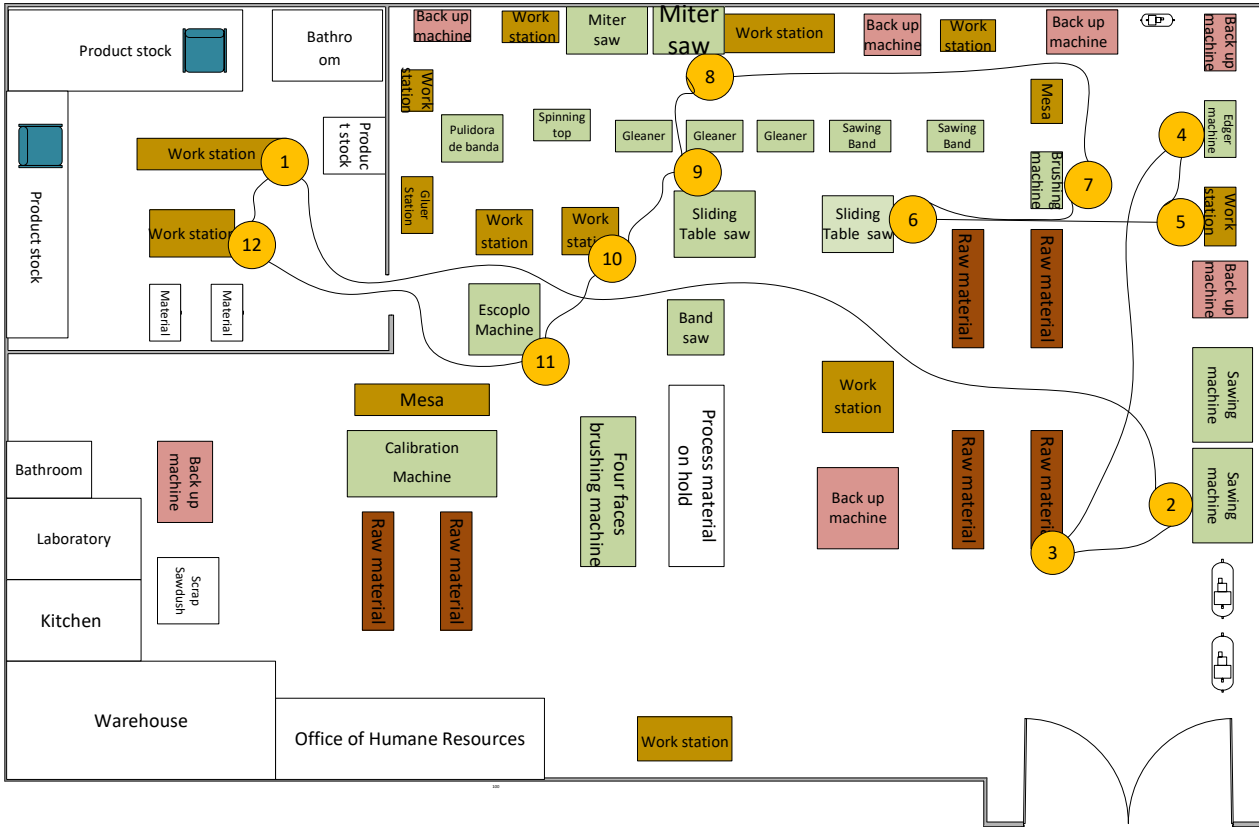 Product stock
Bathro
om
Back up
machine
Work
station
Miter
saw
Miter
saw
Work station
Back up
machine
Work
station
Back up
machine
Back up
machine
8
Work
station
Mesa
Pulidora
de banda
Spinning
top
Gleaner
Gleaner
Gleaner
Sawing
Band
Sawing
Band
4
Edger
machine
Produc
t stock
Work station
1
Product stock
Gluer
station
9
Brushing
machine
7
5
Work
station
Work station
12
Work
station
Work
station
10
Sliding
Table saw
Sliding
Table saw
6
Raw material
Raw material
Back up
machine
Material
Material
Escoplo
Machine
11
Band
saw
Work
station
Sawing
machine
Mesa
Calibration
Machine
Four faces
brushing machine
Process material
on hold
Back up
machine
Raw material
Raw material
3
2
Sawing
machine
Bathroom
Back up
machine
Laboratory
Raw material
Raw material
Scrap
Sawdush
Kitchen
Warehouse
Office of Humane Resources
Work station